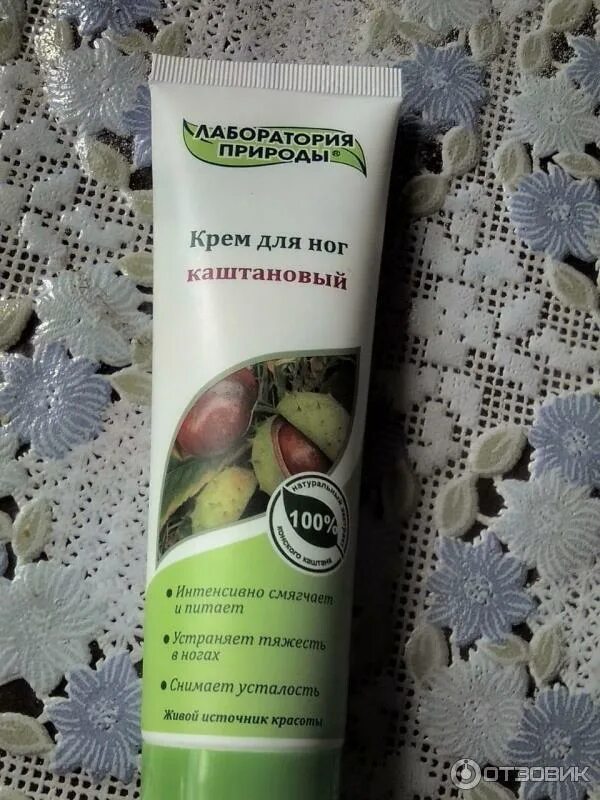 ЛАБОРАТОРИЯ
ПРИРОДЫ®
Крем для ног
каштановый
натуральный экстракт
100%
конского каштана
• Интенсивно смягчает
и питает
• Устраняет тяжесть
в ногах
• Снимает усталость
Живой источник красоты
ОТЗОВИК